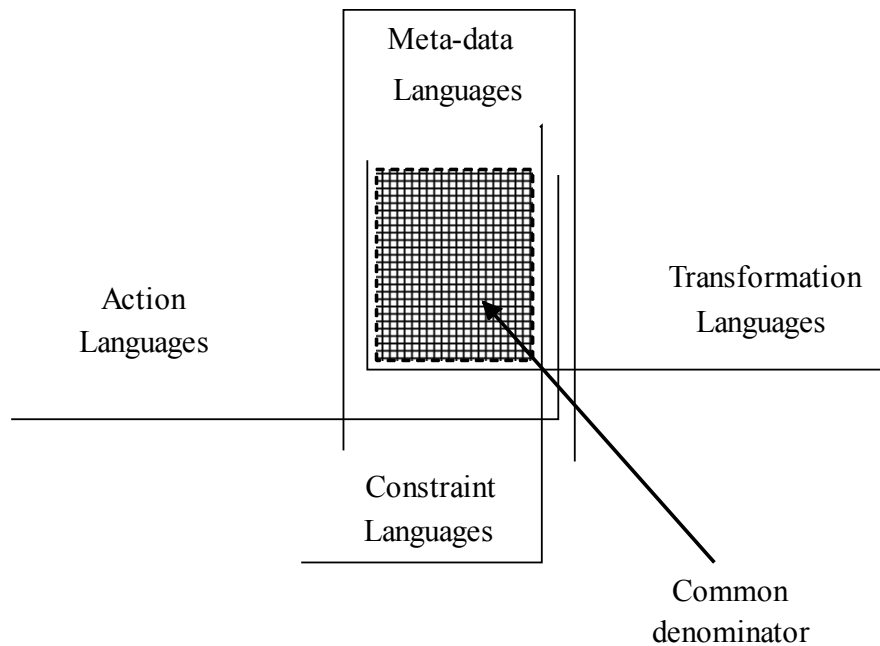 Meta-data
Languages
Action
Languages
Transformation
Languages
Constraint
Languages
Common
denominator